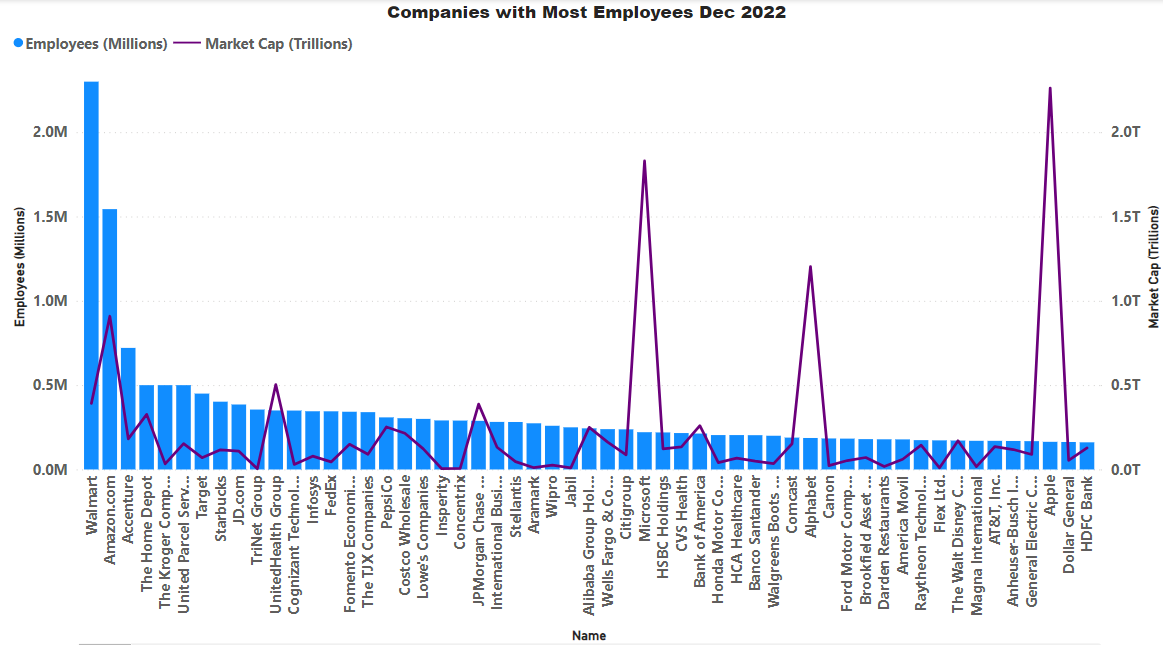 Companies with Most Employees Dec 2022
Employees (Millions) Market Cap (Trillions)
2.0M
1.5M
1.0M
0.5M
0.0M
Employees (Millions)
2.0T
1.5T
1.0T
0.5T
0.0T
Market Cap (Trillions)
Walmart
Amazon.com
Accenture
The Home Depot
The Kroger Comp...
United Parcel Serv...
Target
Starbucks
JD.com
TriNet Group
UnitedHealth Group
Cognizant Technol...
Infosys
FedEx
Fomento Economi...
The TJX Companies
PepsiCo
Costco Wholesale
Lowe's Companies
Insperity
Concentrix
JPMorgan Chase ...
International Busi...
Stellantis
Aramark
Wipro
Jabil
Alibaba Group Hol...
Wells Fargo & Co...
Citigroup
Microsoft
HSBC Holdings
CVS Health
Bank of America
Honda Motor Co...
HCA Healthcare
Banco Santander
Walgreens Boots ...
Comcast
Alphabet
Canon
Ford Motor Comp...
Brookfield Asset ...
Darden Restaurants
America Movil
Raytheon Technol...
Flex Ltd.
The Walt Disney C...
Magna International
AT&T, Inc.
Anheuser-Busch I...
General Electric C...
Apple
Dollar General
HDFC Bank
Name